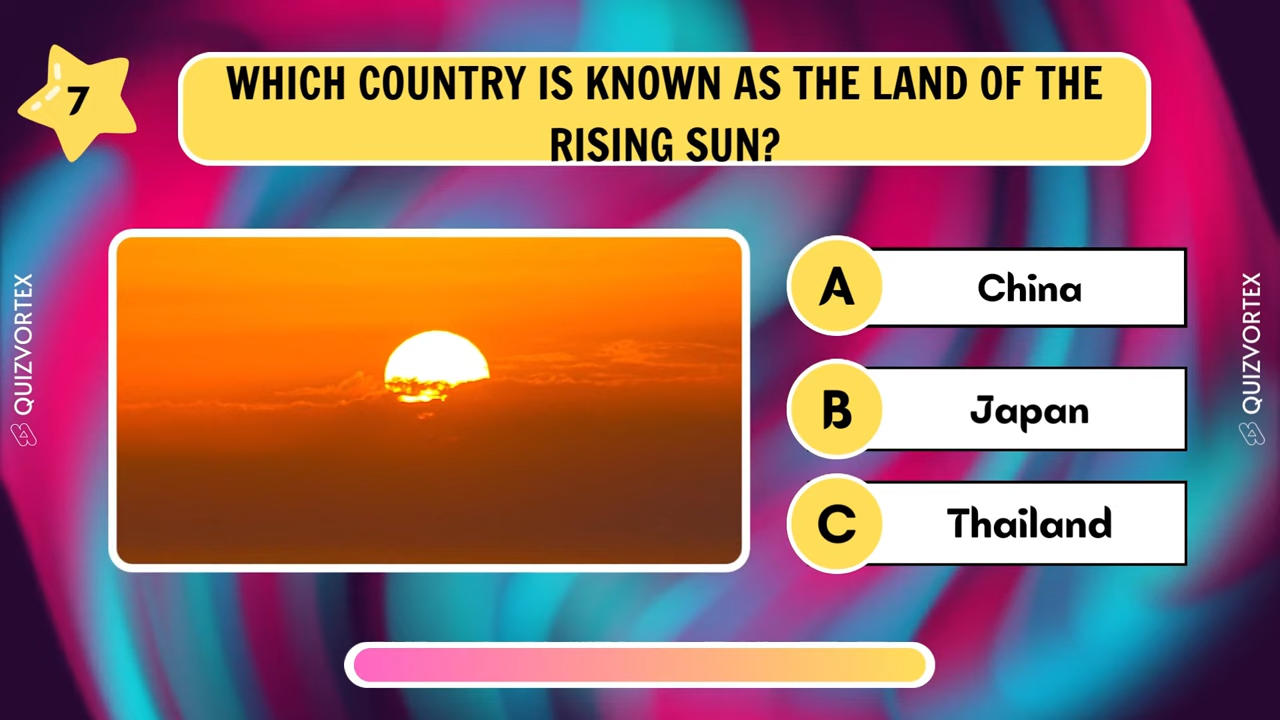 7
WHICH COUNTRY IS KNOWN AS THE LAND OF THE
RISING SUN?
A China
B Japan
C Thailand
QUIZVORTEX
QUIZVORTEX